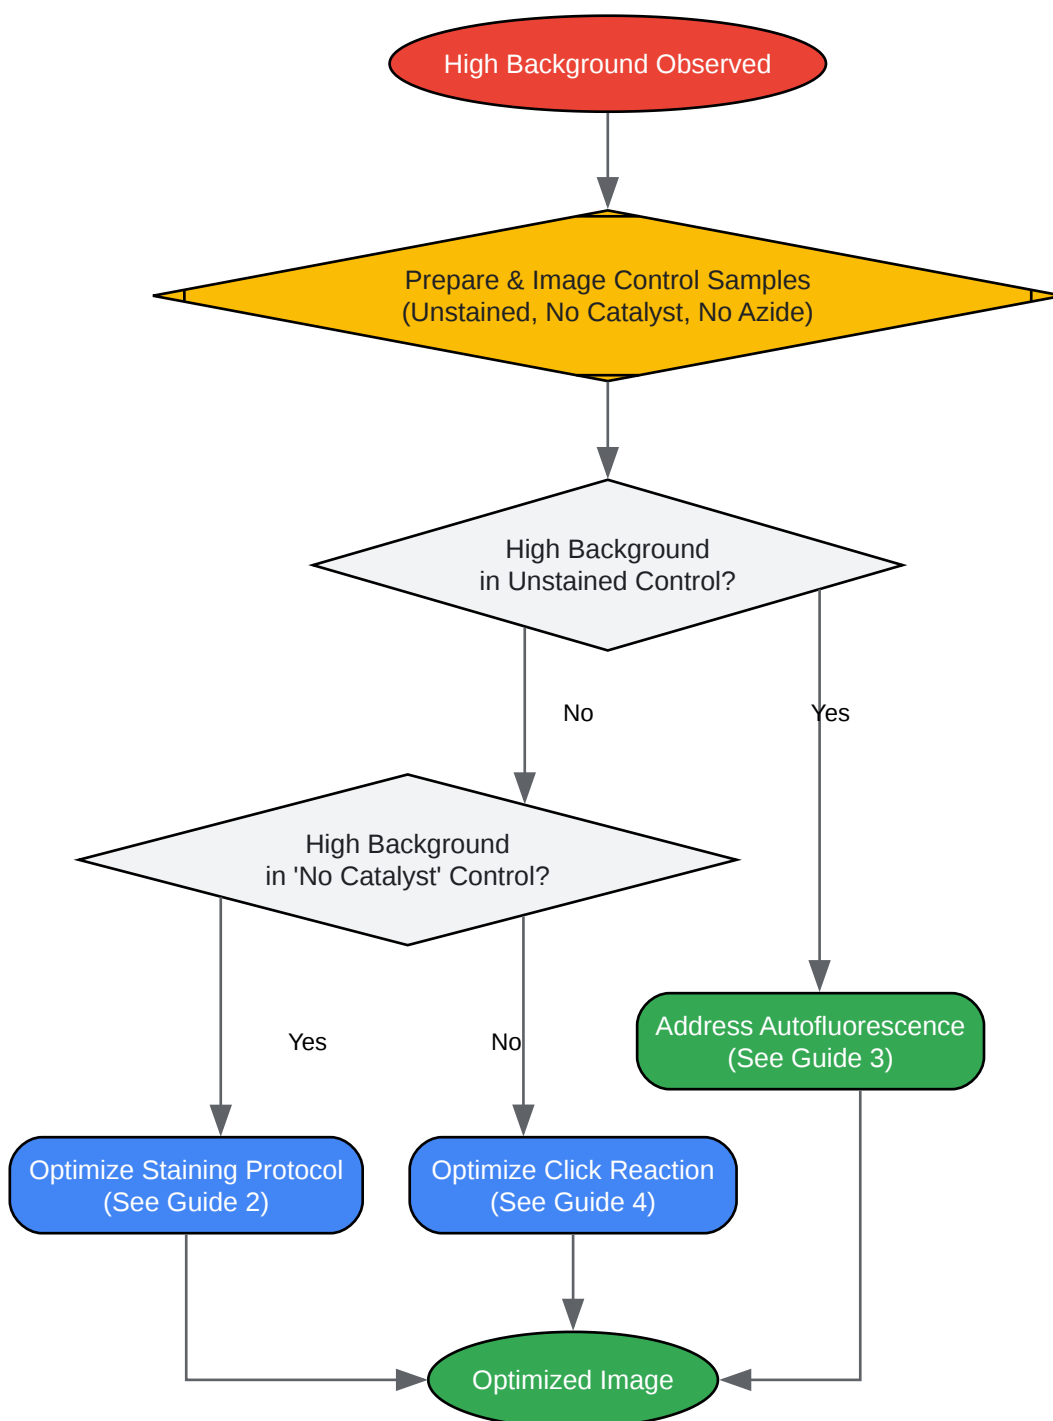 High Background Observed
Prepare & Image Control Samples
(Unstained, No Catalyst, No Azide)
High Background
in Unstained Control?
No
Yes
High Background
in 'No Catalyst' Control?
Yes
No
Address Autofluorescence
(See Guide 3)
Optimize Staining Protocol
(See Guide 2)
Optimize Click Reaction
(See Guide 4)
Optimized Image